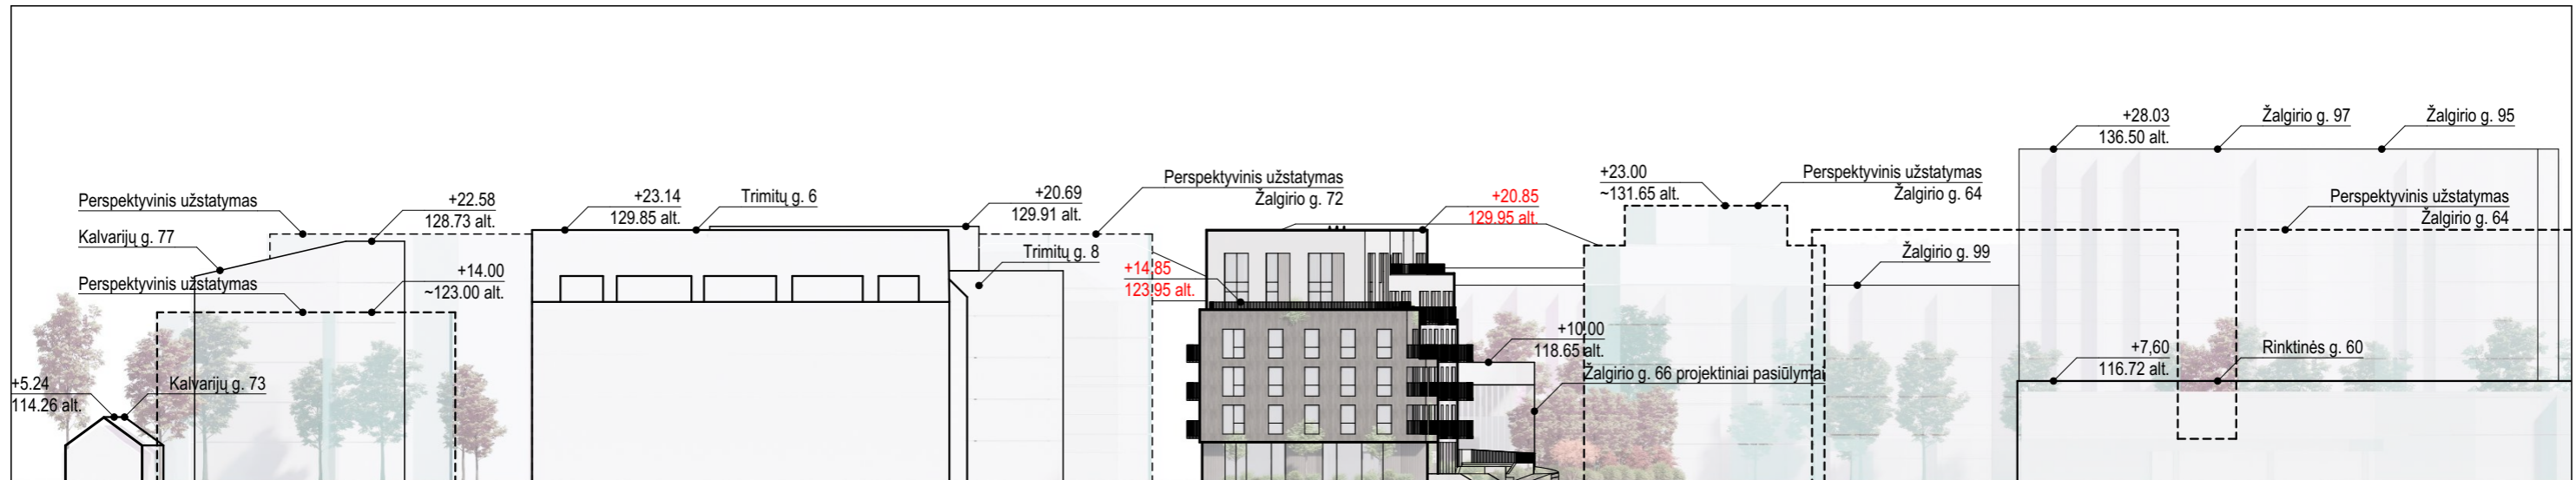 Perspektyvinis užstatymas
+22.58
128.73 alt.
Kalvarijų g. 77
+14.00
~123.00 alt.
Perspektyvinis užstatymas
+5.24
114.26 alt.
Kalvarijų g. 73
+23.14
129.85 alt.
Trimitų g. 6
+20.69
129.91 alt.
Trimitų g. 8
Perspektyvinis užstatymas
Žalgirio g. 72
+14.85
123.95 alt.
+20.85
129.95 alt.
+10.00
118.65 alt.
Žalgirio g. 66 projektiniai pasiūlymai
+23.00
~131.65 alt.
Perspektyvinis užstatymas
Žalgirio g. 64
Žalgirio g. 99
+28.03
136.50 alt.
Žalgirio g. 97
Žalgirio g. 95
Perspektyvinis užstatymas
Žalgirio g. 64
+7,60
116.72 alt.
Rinktinės g. 60